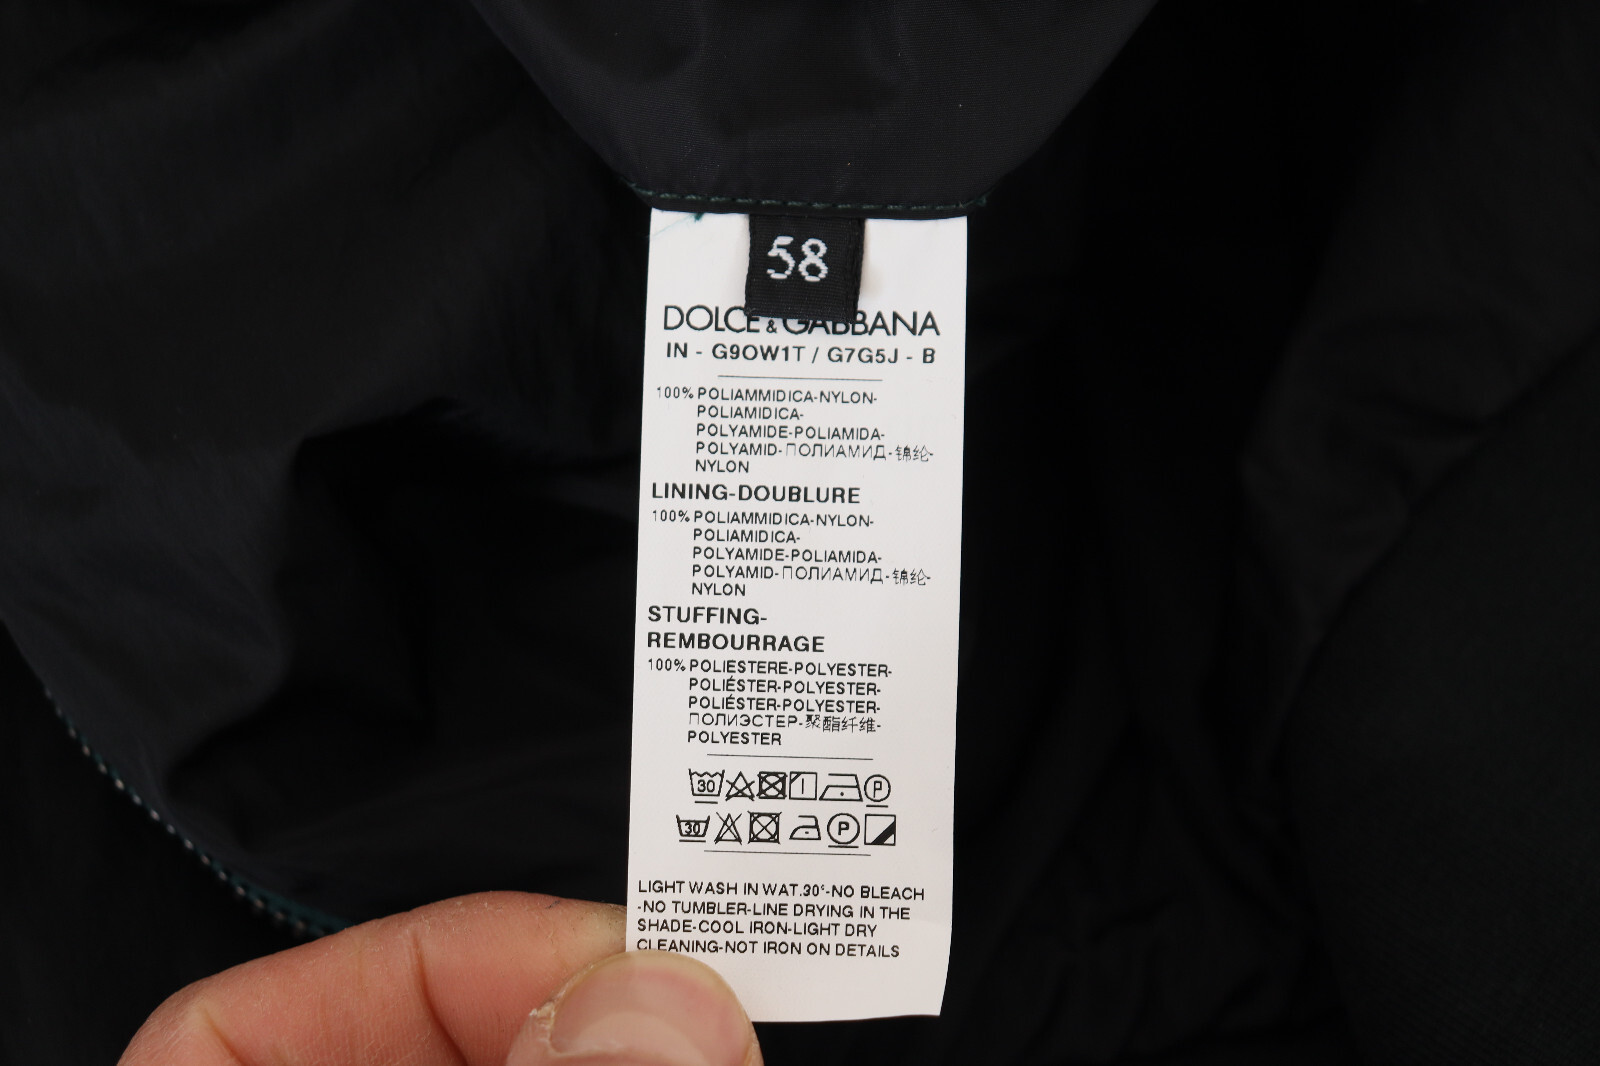 58
DOLCE & GABBANA
IN - G9OW1T / G7G5J - B
100% POLIAMMIDICA-NYLON-
POLIAMIDICA-
POLYAMIDE-POLIAMIDA-
POLYAMID-ПОЛИАМИД-锦纶-
NYLON
LINING-DOUBLURE
100% POLIAMMIDICA-NYLON-
POLIAMIDICA-
POLYAMIDE-POLIAMIDA-
POLYAMID-ПОЛИАМИД-锦纶-
NYLON
STUFFING-
REMBOURRAGE
100% POLIESTERE-POLYESTER-
POLIÉSTER-POLYESTER-
POLIÉSTER-POLYESTER-
ПОЛИЭСТЕР-聚酯纤维-
POLYESTER
30 P
30 P
LIGHT WASH IN WAT.30°-NO BLEACH
-NO TUMBLER-LINE DRYING IN THE
SHADE-COOL IRON-LIGHT DRY
CLEANING-NOT IRON ON DETAILS